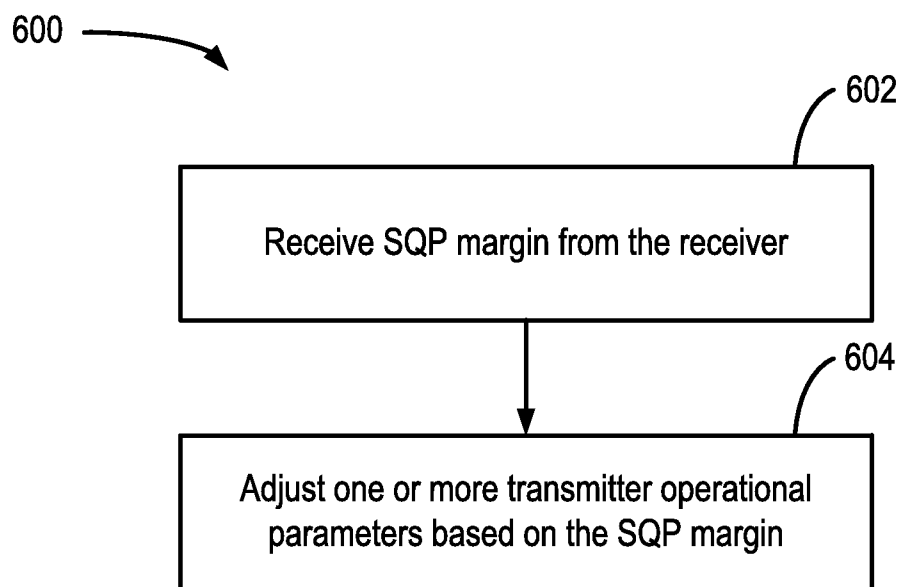 600
602
Receive SQP margin from the receiver
604
Adjust one or more transmitter operational
parameters based on the SQP margin